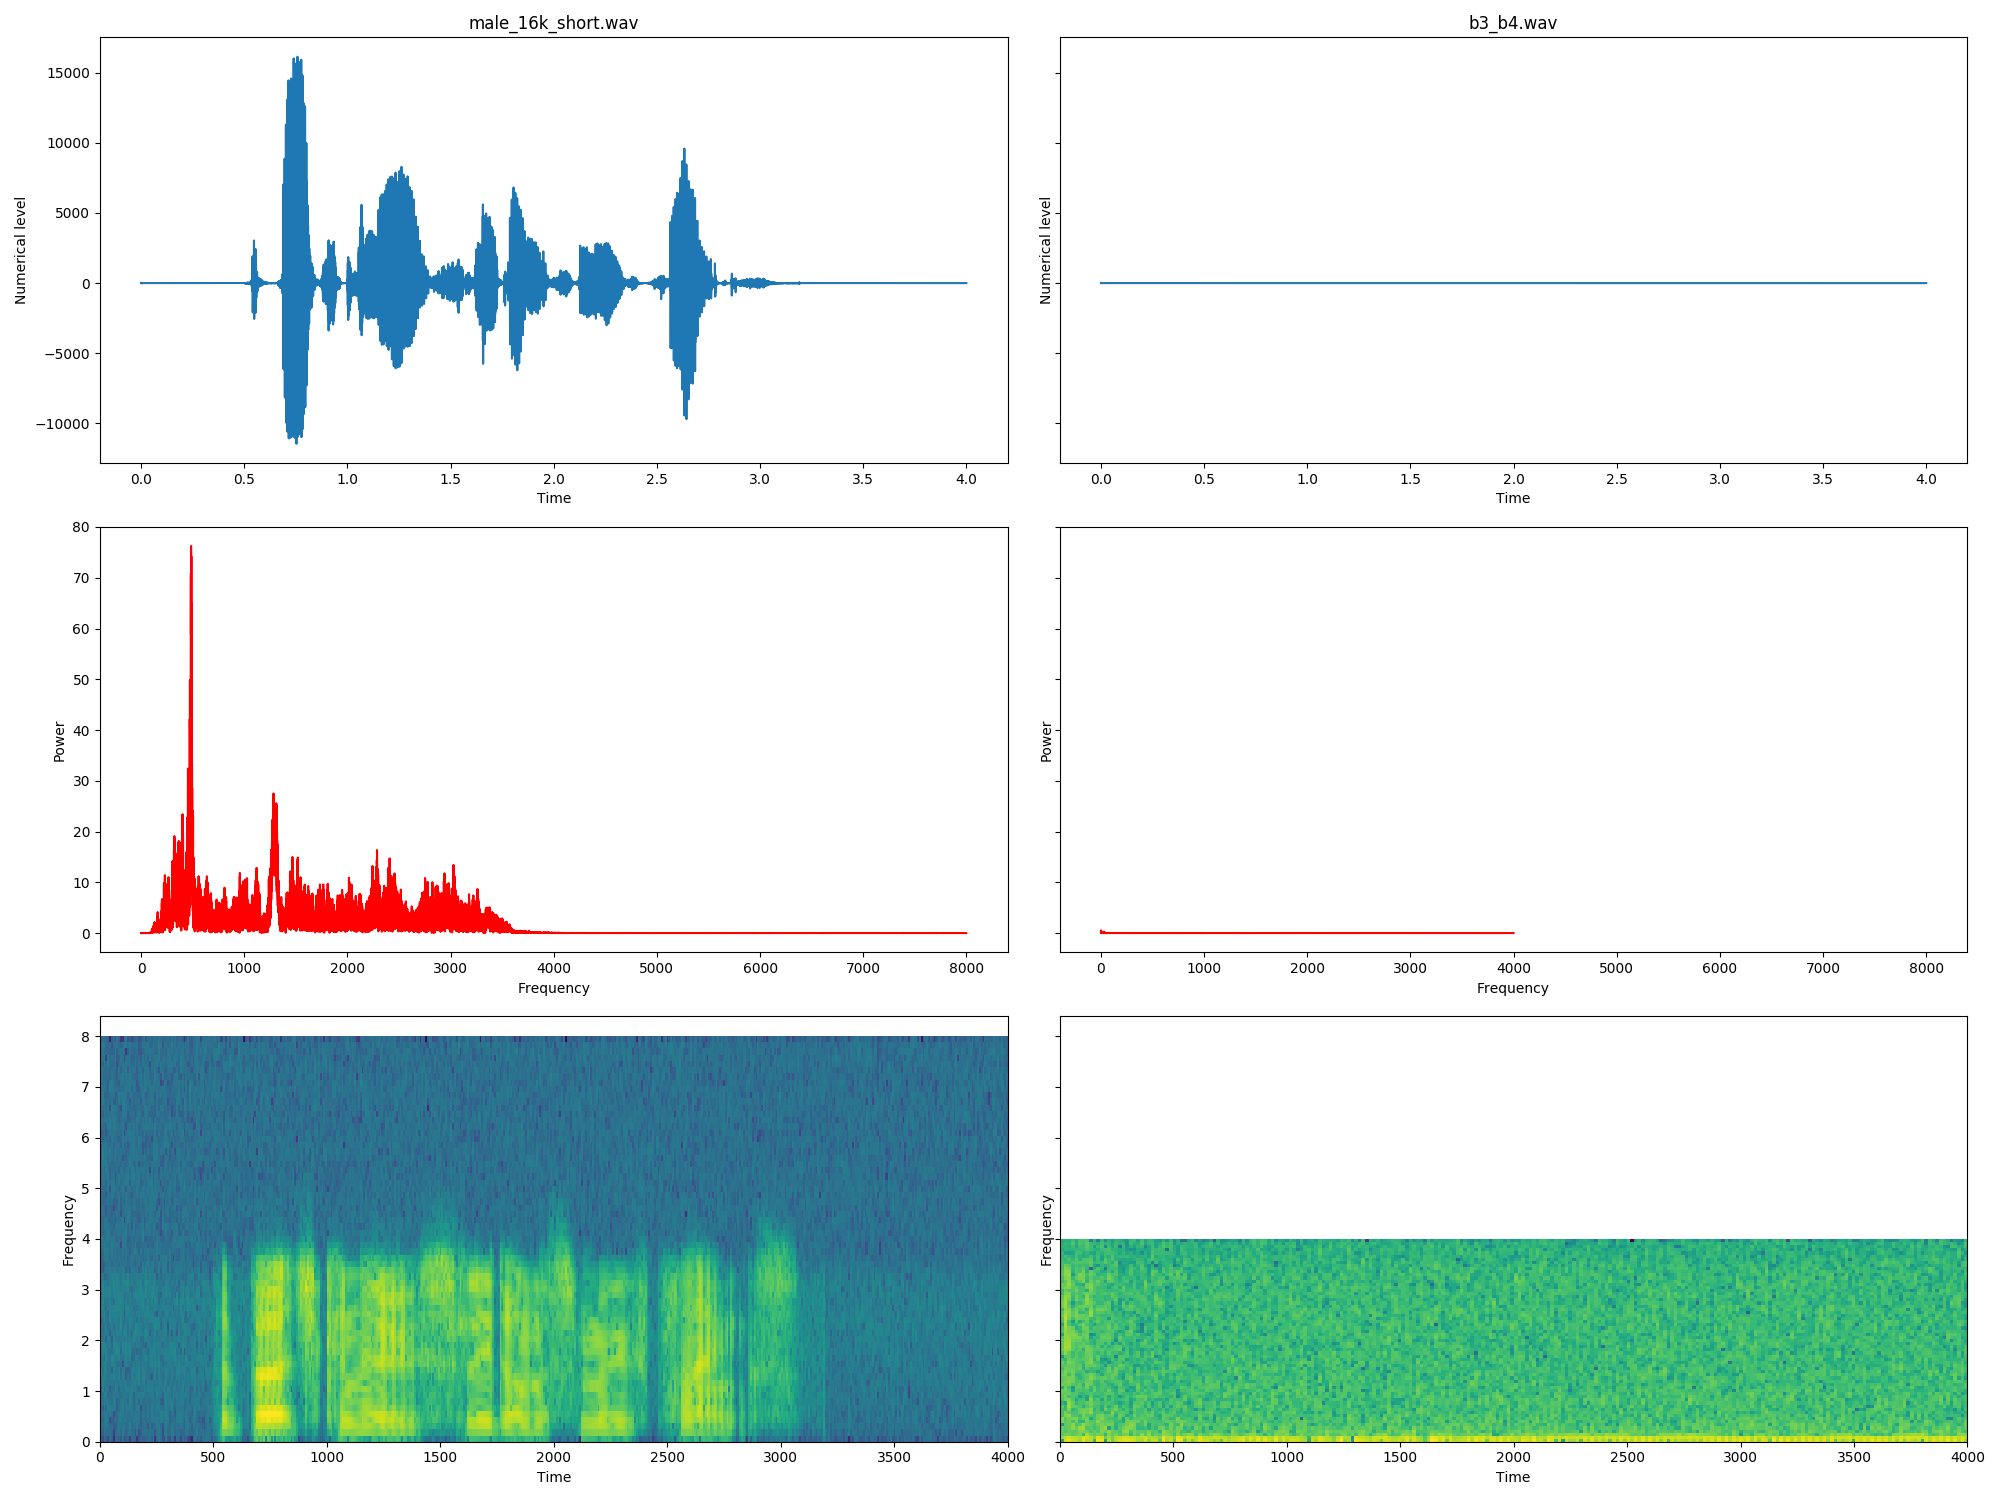 male_16k_short.wav
b3_b4.wav
15000
10000
5000
0
−5000
−10000
Numerical level
0.0 0.5 1.0 1.5 2.0 2.5 3.0 3.5 4.0
Time
Numerical level
0.0 0.5 1.0 1.5 2.0 2.5 3.0 3.5 4.0
Time
80
70
60
50
40
30
20
10
0
Power
0 1000 2000 3000 4000 5000 6000 7000 8000
Frequency
Power
0 1000 2000 3000 4000 5000 6000 7000 8000
Frequency
8
7
6
5
4
3
2
1
0
Frequency
0 500 1000 1500 2000 2500 3000 3500 4000
Time
Frequency
0 500 1000 1500 2000 2500 3000 3500 4000
Time